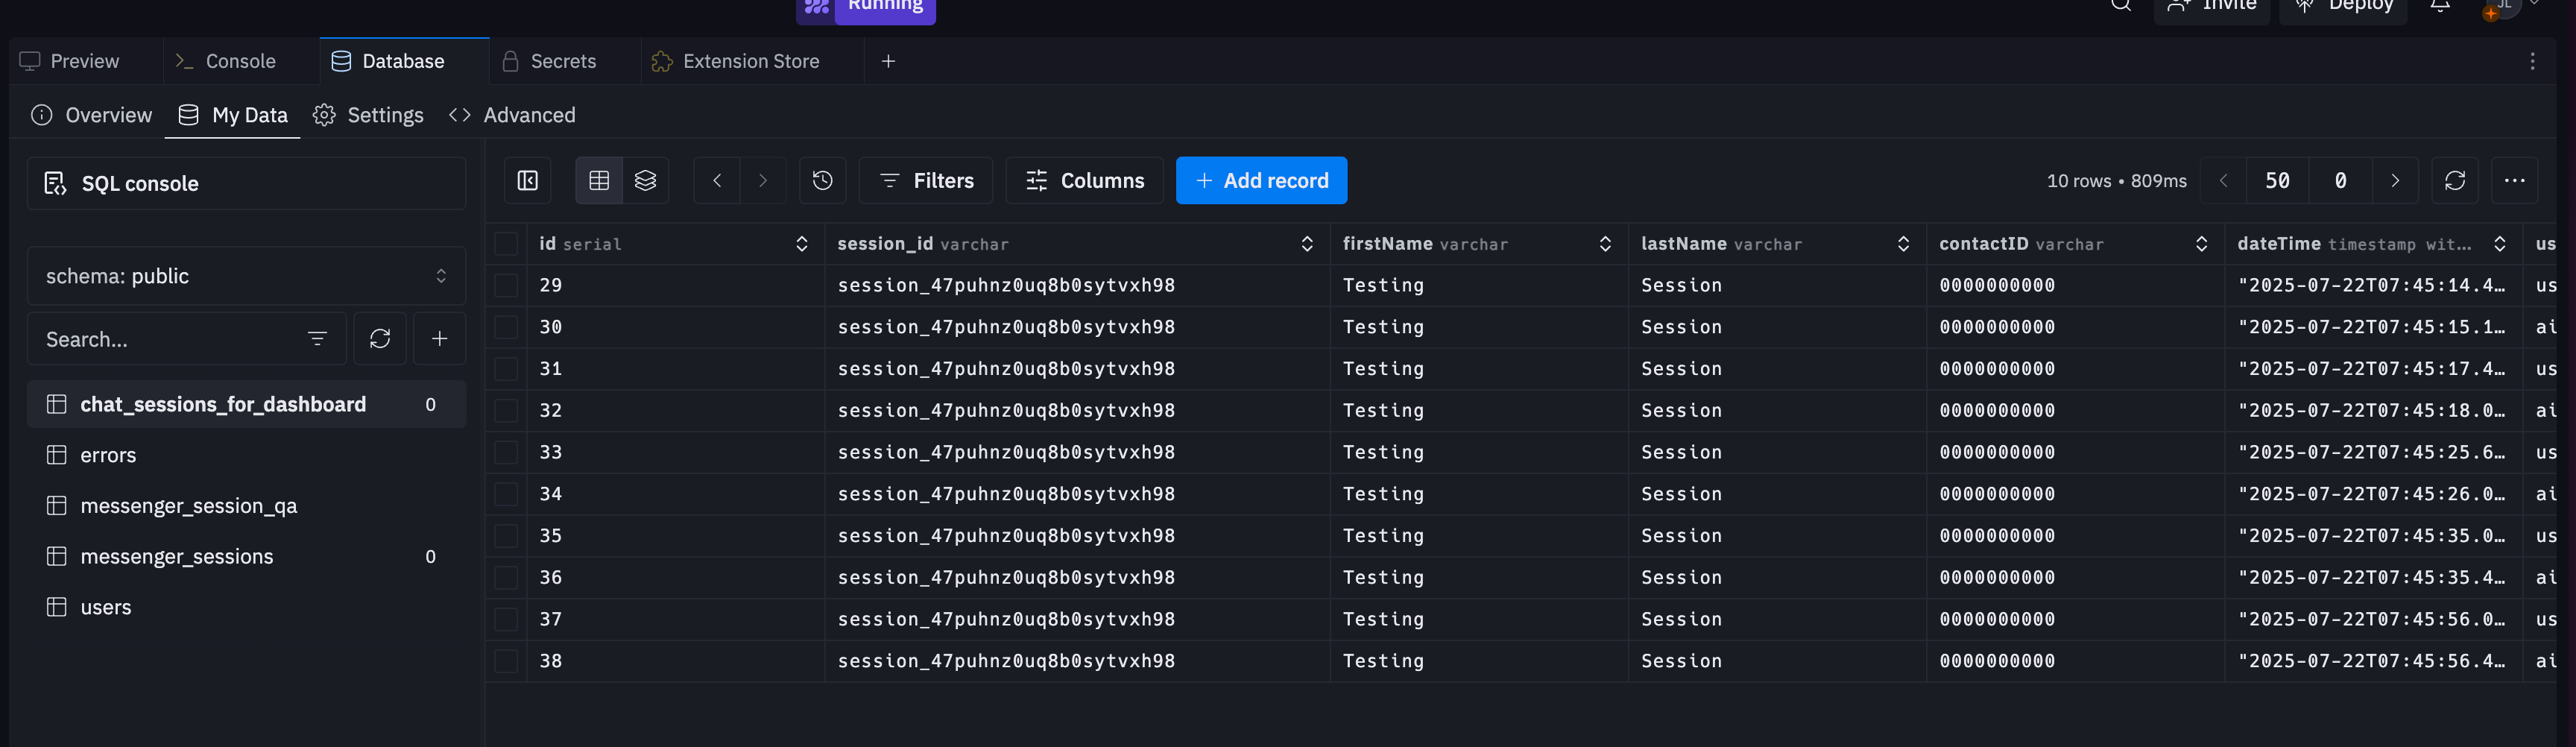 Running Invite Deploy JL
Preview Console Database Secrets Extension Store
Overview My Data Settings Advanced
SQL console
Filters Columns + Add record 10 rows • 809ms 50 0
schema: public
Search...
chat_sessions_for_dashboard 0
errors
messenger_session_qa
messenger_sessions 0
users
id serial session_id varchar firstName varchar lastName varchar contactID varchar dateTime timestamp wit... us
29 session_47puhnz0uq8b0sytvxh98 Testing Session 0000000000 "2025-07-22T07:45:14.4… us
30 session_47puhnz0uq8b0sytvxh98 Testing Session 0000000000 "2025-07-22T07:45:15.1… ai
31 session_47puhnz0uq8b0sytvxh98 Testing Session 0000000000 "2025-07-22T07:45:17.4… us
32 session_47puhnz0uq8b0sytvxh98 Testing Session 0000000000 "2025-07-22T07:45:18.0… ai
33 session_47puhnz0uq8b0sytvxh98 Testing Session 0000000000 "2025-07-22T07:45:25.6… us
34 session_47puhnz0uq8b0sytvxh98 Testing Session 0000000000 "2025-07-22T07:45:26.0… ai
35 session_47puhnz0uq8b0sytvxh98 Testing Session 0000000000 "2025-07-22T07:45:35.0… us
36 session_47puhnz0uq8b0sytvxh98 Testing Session 0000000000 "2025-07-22T07:45:35.4… ai
37 session_47puhnz0uq8b0sytvxh98 Testing Session 0000000000 "2025-07-22T07:45:56.0… us
38 session_47puhnz0uq8b0sytvxh98 Testing Session 0000000000 "2025-07-22T07:45:56.4… ai